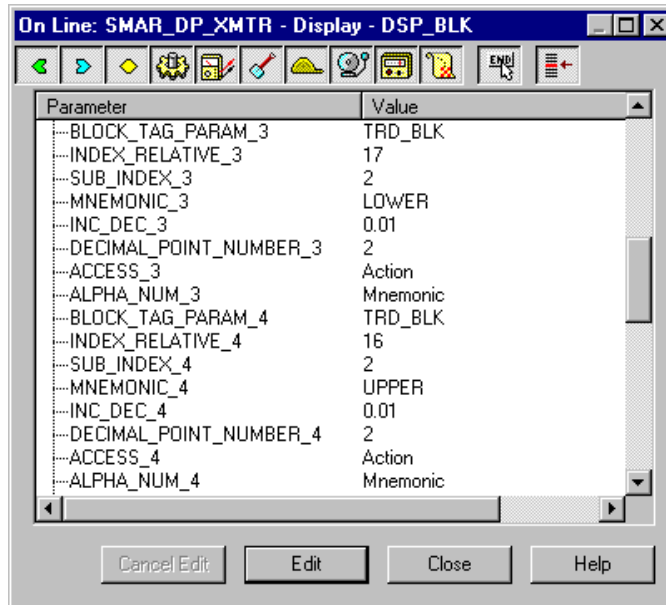 On Line: SMAR_DP_XMTR - Display - DSP_BLK
END
Parameter Value
BLOCK_TAG_PARAM_3 TRD_BLK
INDEX_RELATIVE_3 17
SUB_INDEX_3 2
MNEMONIC_3 LOWER
INC_DEC_3 0.01
DECIMAL_POINT_NUMBER_3 2
ACCESS_3 Action
ALPHA_NUM_3 Mnemonic
BLOCK_TAG_PARAM_4 TRD_BLK
INDEX_RELATIVE_4 16
SUB_INDEX_4 2
MNEMONIC_4 UPPER
INC_DEC_4 0.01
DECIMAL_POINT_NUMBER_4 2
ACCESS_4 Action
ALPHA_NUM_4 Mnemonic
Cancel Edit Edit Close Help